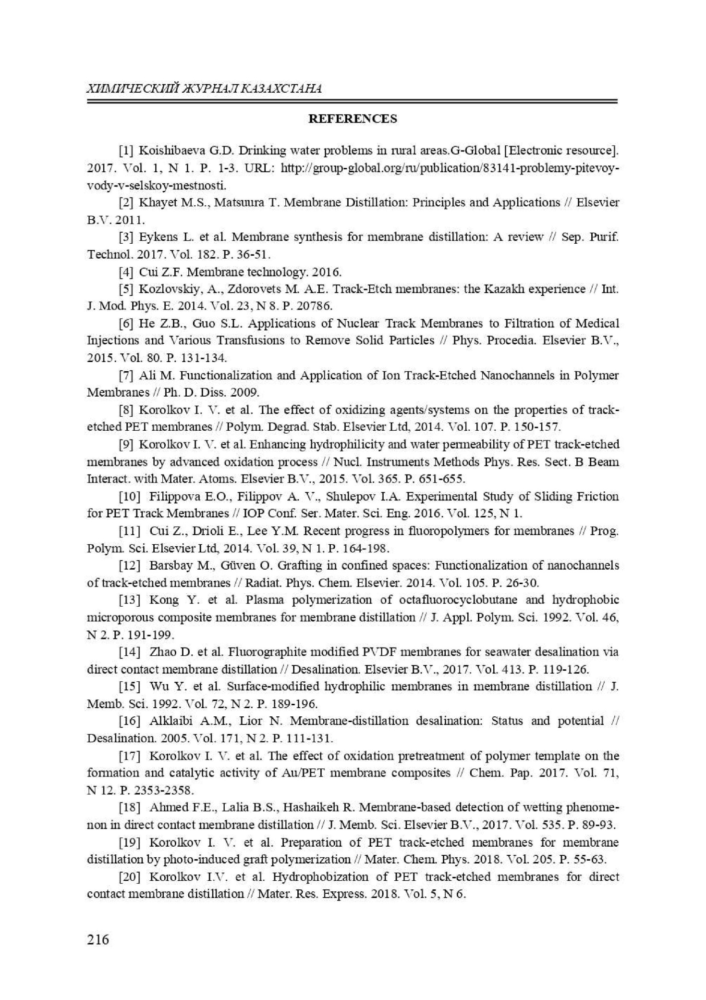 ХИМИЧЕСКИЙ ЖУРНАЛ КАЗАХСТАНА
REFERENCES
[1] Koishibaeva G.D. Drinking water problems in rural areas.G-Global [Electronic resource].
2017. Vol. 1, N 1. P. 1-3. URL: http://group-global.org/ru/publication/83141-problemy-pitevoy-
vody-v-selskoy-mestnosti.
[2] Khayet M.S., Matsuura T. Membrane Distillation: Principles and Applications // Elsevier
B.V. 2011.
[3] Eykens L. et al. Membrane synthesis for membrane distillation: A review // Sep. Purif.
Technol. 2017. Vol. 182. P. 36-51.
[4] Cui Z.F. Membrane technology. 2016.
[5] Kozlovskiy, A., Zdorovets M. A.E. Track-Etch membranes: the Kazakh experience // Int.
J. Mod. Phys. E. 2014. Vol. 23, N 8. P. 20786.
[6] He Z.B., Guo S.L. Applications of Nuclear Track Membranes to Filtration of Medical
Injections and Various Transfusions to Remove Solid Particles // Phys. Procedia. Elsevier B.V.,
2015. Vol. 80. P. 131-134.
[7] Ali M. Functionalization and Application of Ion Track-Etched Nanochannels in Polymer
Membranes // Ph. D. Diss. 2009.
[8] Korolkov I. V. et al. The effect of oxidizing agents/systems on the properties of track-
etched PET membranes // Polym. Degrad. Stab. Elsevier Ltd, 2014. Vol. 107. P. 150-157.
[9] Korolkov I. V. et al. Enhancing hydrophilicity and water permeability of PET track-etched
membranes by advanced oxidation process // Nucl. Instruments Methods Phys. Res. Sect. B Beam
Interact. with Mater. Atoms. Elsevier B.V., 2015. Vol. 365. P. 651-655.
[10] Filippova E.O., Filippov A. V., Shulepov I.A. Experimental Study of Sliding Friction
for PET Track Membranes // IOP Conf. Ser. Mater. Sci. Eng. 2016. Vol. 125, N 1.
[11] Cui Z., Drioli E., Lee Y.M. Recent progress in fluoropolymers for membranes // Prog.
Polym. Sci. Elsevier Ltd, 2014. Vol. 39, N 1. P. 164-198.
[12] Barsbay M., Güven O. Grafting in confined spaces: Functionalization of nanochannels
of track-etched membranes // Radiat. Phys. Chem. Elsevier. 2014. Vol. 105. P. 26-30.
[13] Kong Y. et al. Plasma polymerization of octafluorocyclobutane and hydrophobic
microporous composite membranes for membrane distillation // J. Appl. Polym. Sci. 1992. Vol. 46,
N 2. P. 191-199.
[14] Zhao D. et al. Fluorographite modified PVDF membranes for seawater desalination via
direct contact membrane distillation // Desalination. Elsevier B.V., 2017. Vol. 413. P. 119-126.
[15] Wu Y. et al. Surface-modified hydrophilic membranes in membrane distillation // J.
Memb. Sci. 1992. Vol. 72, N 2. P. 189-196.
[16] Alklaibi A.M., Lior N. Membrane-distillation desalination: Status and potential //
Desalination. 2005. Vol. 171, N 2. P. 111-131.
[17] Korolkov I. V. et al. The effect of oxidation pretreatment of polymer template on the
formation and catalytic activity of Au/PET membrane composites // Chem. Pap. 2017. Vol. 71,
N 12. P. 2353-2358.
[18] Ahmed F.E., Lalia B.S., Hashaikeh R. Membrane-based detection of wetting phenome-
non in direct contact membrane distillation // J. Memb. Sci. Elsevier B.V., 2017. Vol. 535. P. 89-93.
[19] Korolkov I. V. et al. Preparation of PET track-etched membranes for membrane
distillation by photo-induced graft polymerization // Mater. Chem. Phys. 2018. Vol. 205. P. 55-63.
[20] Korolkov I.V. et al. Hydrophobization of PET track-etched membranes for direct
contact membrane distillation // Mater. Res. Express. 2018. Vol. 5, N 6.
216